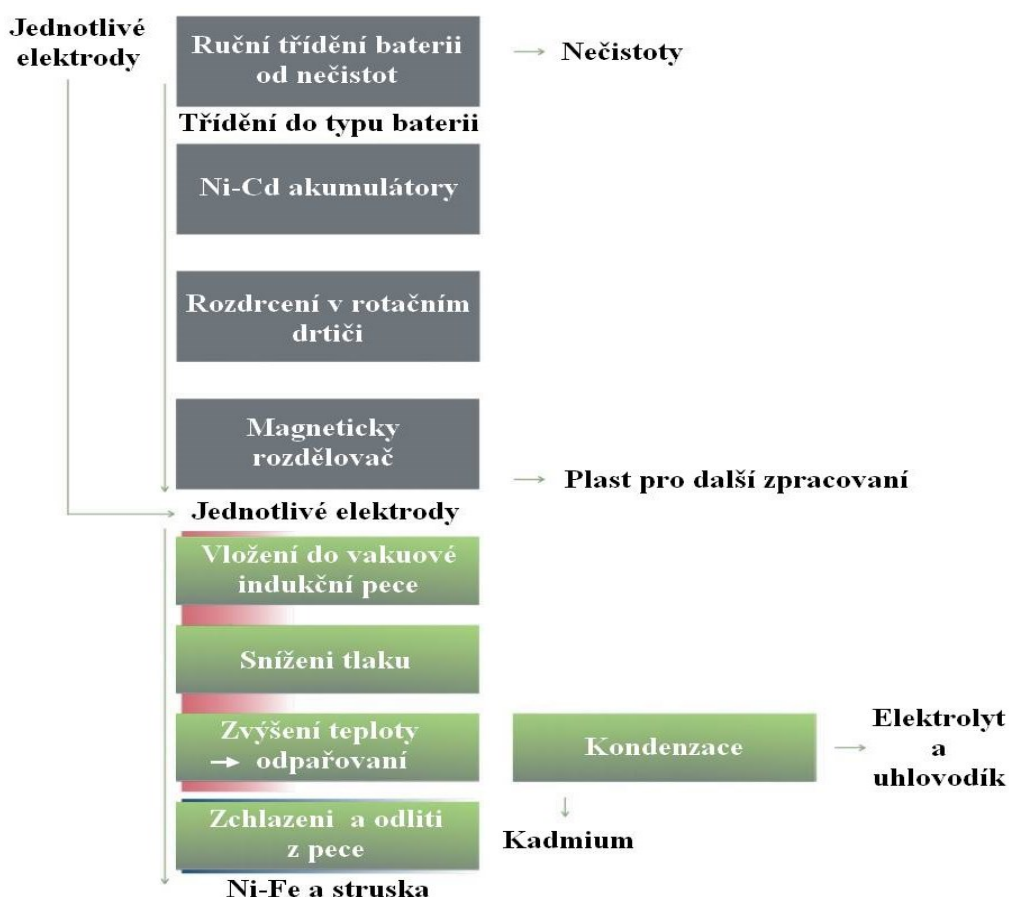 Jednotlivé
elektrody
Ruční třídění baterii
od nečistot
Nečistoty
Třídění do typu baterii
Ni-Cd akumulátory
Rozdrcení v rotačním
drtiči
Magneticky
rozdělovač
Plast pro další zpracovaní
Jednotlivé elektrody
Vložení do vakuové
indukční pece
Sníženi tlaku
Zvýšení teploty
odpařovaní
Kondenzace
Elektrolyt
a
uhlovodík
Zchlazeni a odliti
z pece
Kadmium
Ni-Fe a struska